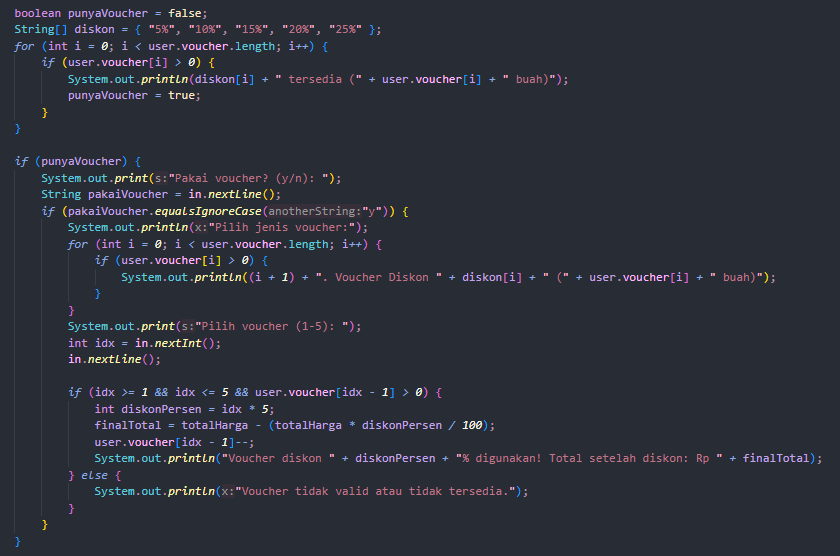 boolean punyaVoucher = false;
String[] diskon = { "5%", "10%", "15%", "20%", "25%" };
for (int i = 0; i < user.voucher.length; i++) {
    if (user.voucher[i] > 0) {
        System.out.println(diskon[i] + " tersedia (" + user.voucher[i] + " buah)");
        punyaVoucher = true;
    }
}

if (punyaVoucher) {
    System.out.print(s:"Pakai voucher? (y/n): ");
    String pakaiVoucher = in.nextLine();
    if (pakaiVoucher.equalsIgnoreCase(anotherString:"y")) {
        System.out.println(x:"Pilih jenis voucher:");
        for (int i = 0; i < user.voucher.length; i++) {
            if (user.voucher[i] > 0) {
                System.out.println((i + 1) + ". Voucher Diskon " + diskon[i] + " (" + user.voucher[i] + " buah)");
            }
        }
        System.out.print(s:"Pilih voucher (1-5): ");
        int idx = in.nextInt();
        in.nextLine();

        if (idx >= 1 && idx <= 5 && user.voucher[idx - 1] > 0) {
            int diskonPersen = idx * 5;
            finalTotal = totalHarga - (totalHarga * diskonPersen / 100);
            user.voucher[idx - 1]--;
            System.out.println("Voucher diskon " + diskonPersen + "% digunakan! Total setelah diskon: Rp " + finalTotal);
        } else {
            System.out.println(x:"Voucher tidak valid atau tidak tersedia.");
        }
    }
}